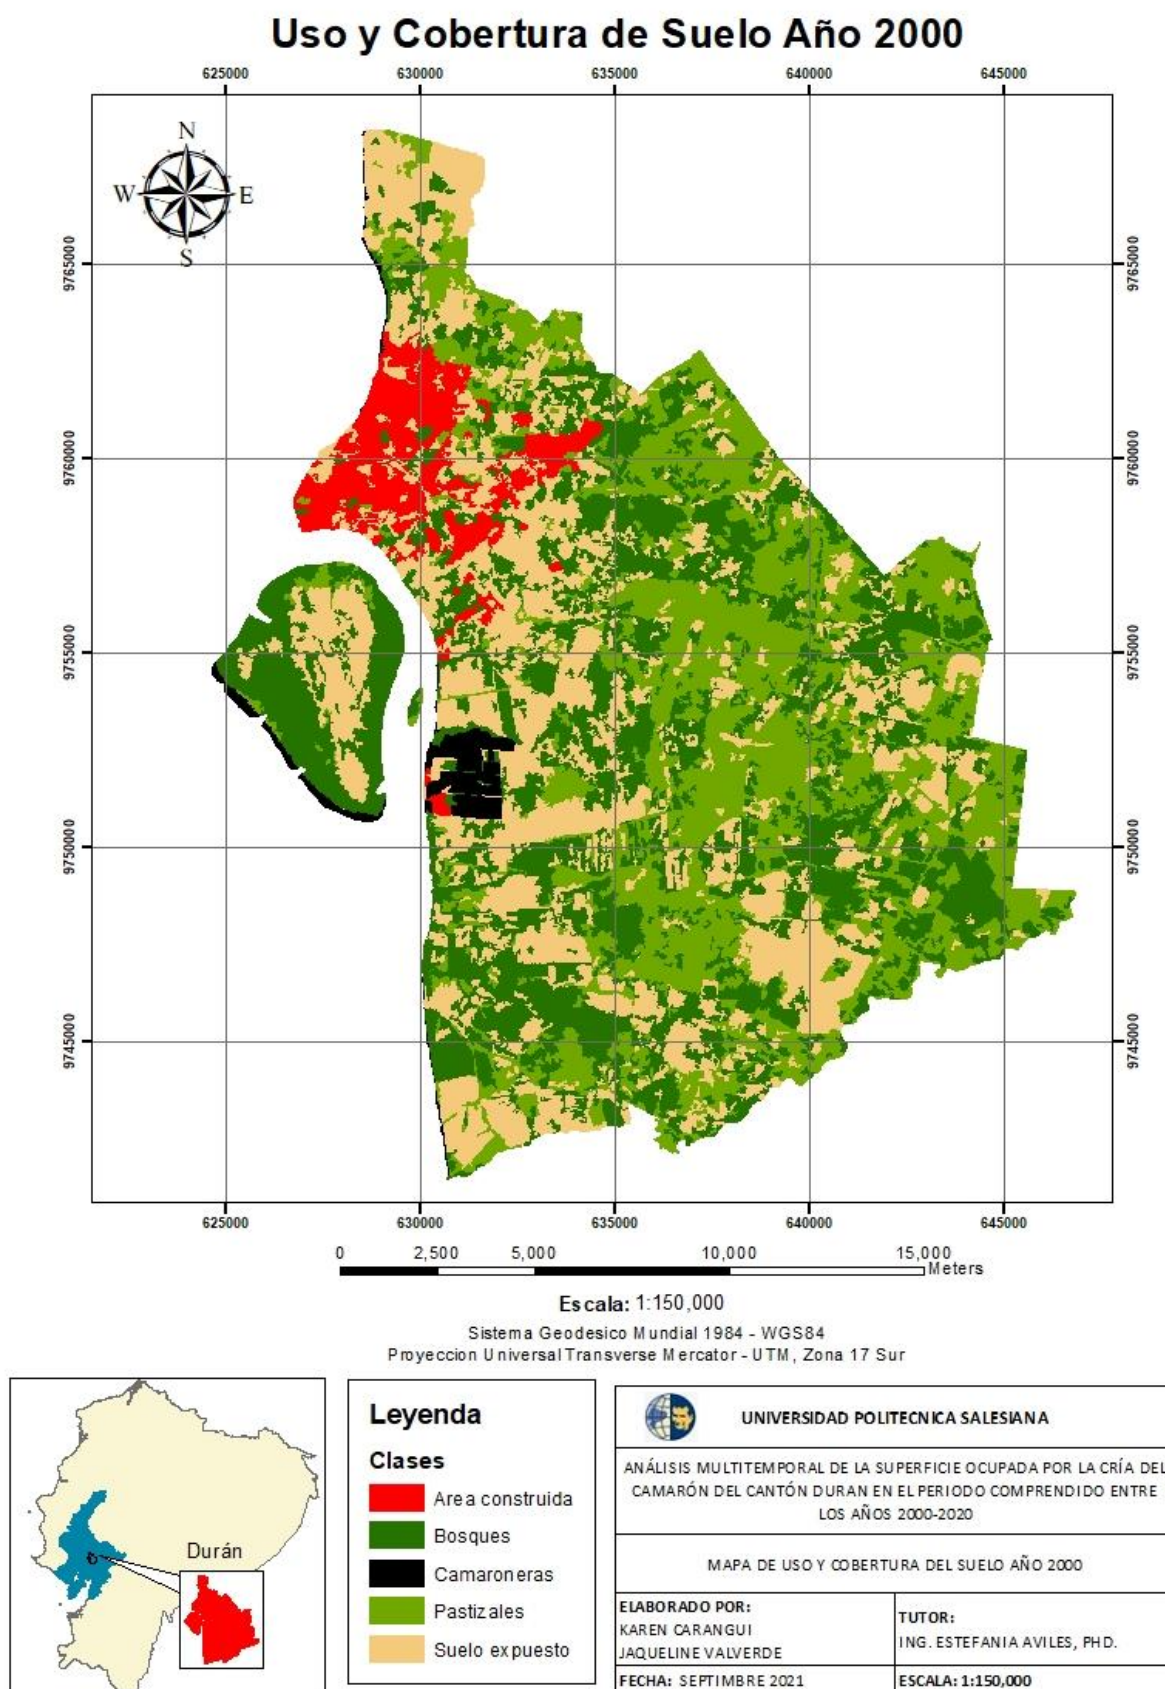 Uso y Cobertura de Suelo Año 2000
625000 630000 635000 640000 645000
N
W E
S
9765000 9765000
9760000 9760000
9755000 9755000
9750000 9750000
9745000 9745000
625000 630000 635000 640000 645000
0 2,500 5,000 10,000 15,000
Meters
Escala: 1:150,000
Sistema Geodesico Mundial 1984 - WGS84
Proyeccion Universal Transverse Mercator - UTM, Zona 17 Sur
Durán
Leyenda
Clases
Area construida
Bosques
Camaroneras
Pastizales
Suelo expuesto
UNIVERSIDAD POLITECNICA SALESIANA
ANÁLISIS MULTITEMPORAL DE LA SUPERFICIE OCUPADA POR LA CRÍA DEL
CAMARÓN DEL CANTÓN DURAN EN EL PERIODO COMPRENDIDO ENTRE
LOS AÑOS 2000-2020
MAPA DE USO Y COBERTURA DEL SUELO AÑO 2000
ELABORADO POR:
KAREN CARANGUI
JAQUELINE VALVERDE
TUTOR:
ING. ESTEFANIA AVILES, PHD.
FECHA: SEPTIMBRE 2021
ESCALA: 1:150,000